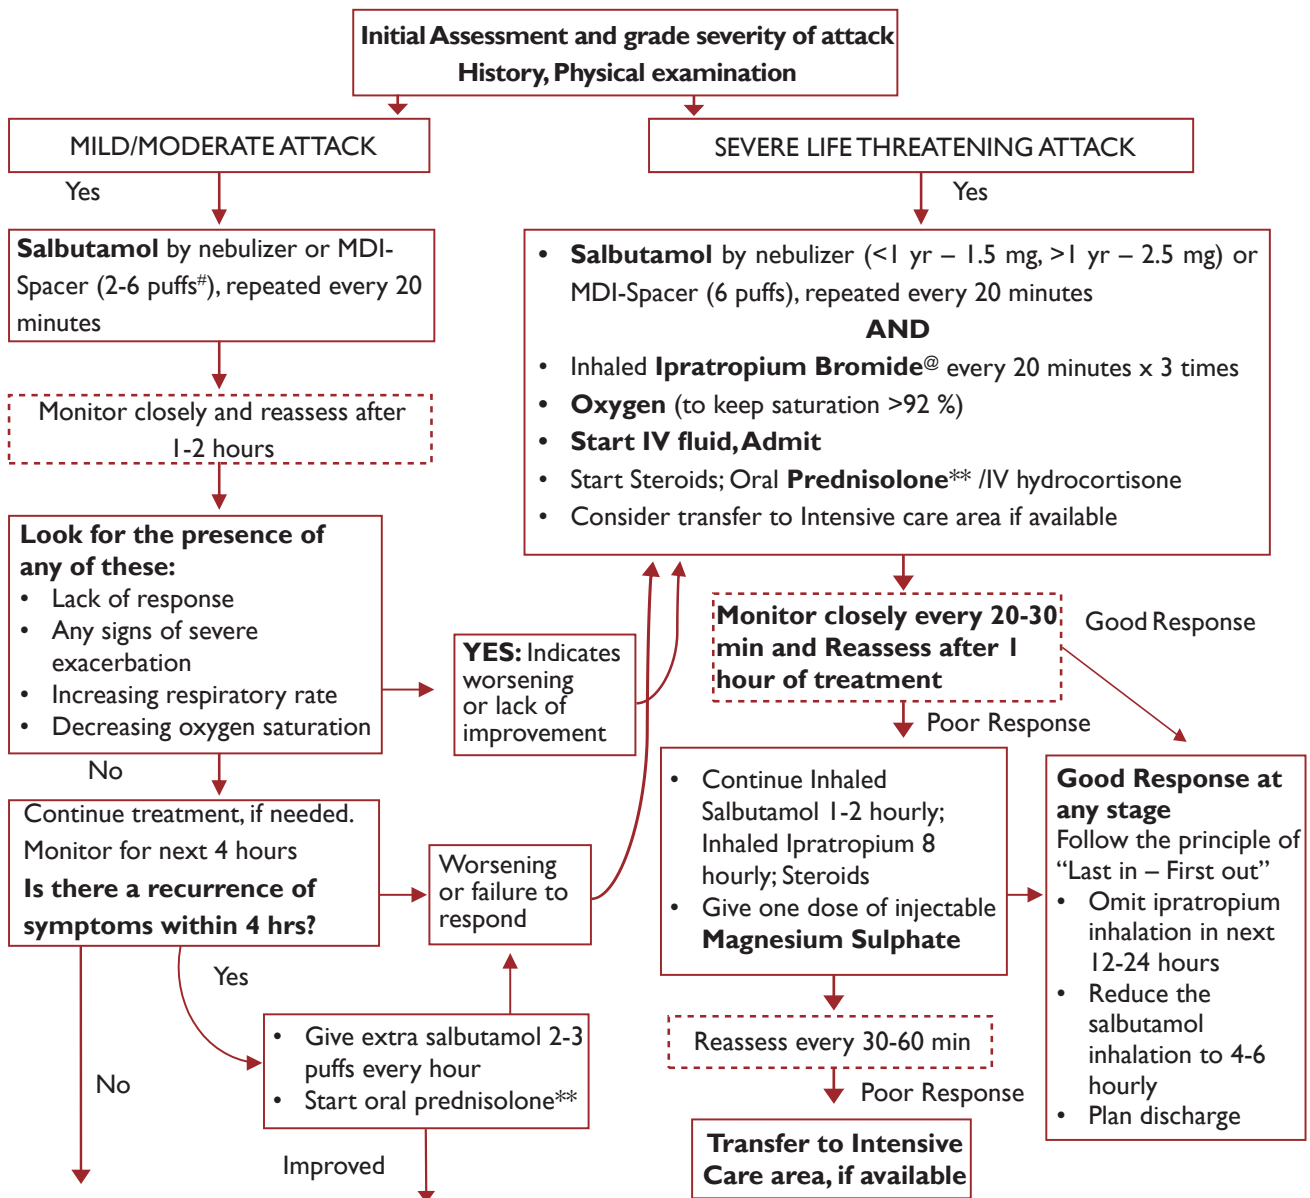 Initial Assessment and grade severity of attack
History, Physical examination
MILD/MODERATE ATTACK
Yes
Salbutamol by nebulizer or MDI-
Spacer (2-6 puffs#), repeated every 20
minutes
Monitor closely and reassess after
1-2 hours
Look for the presence of
any of these:
• Lack of response
• Any signs of severe
exacerbation
• Increasing respiratory rate
• Decreasing oxygen saturation
YES: Indicates
worsening
or lack of
improvement
No
Continue treatment, if needed.
Monitor for next 4 hours
Is there a recurrence of
symptoms within 4 hrs?
Worsening
or failure to
respond
Yes
No
• Give extra salbutamol 2-3
puffs every hour
• Start oral prednisolone**
Improved
SEVERE LIFE THREATENING ATTACK
Yes
• Salbutamol by nebulizer (<1 yr – 1.5 mg, >1 yr – 2.5 mg) or
MDI-Spacer (6 puffs), repeated every 20 minutes
AND
• Inhaled Ipratropium Bromide@ every 20 minutes x 3 times
• Oxygen (to keep saturation >92 %)
• Start IV fluid, Admit
• Start Steroids; Oral Prednisolone** /IV hydrocortisone
• Consider transfer to Intensive care area if available
Monitor closely every 20-30
min and Reassess after 1
hour of treatment
Good Response
Poor Response
• Continue Inhaled
Salbutamol 1-2 hourly;
Inhaled Ipratropium 8
hourly; Steroids
• Give one dose of injectable
Magnesium Sulphate
Reassess every 30-60 min
Poor Response
Transfer to Intensive
Care area, if available
Good Response at
any stage
Follow the principle of
“Last in – First out”
• Omit ipratropium
inhalation in next
12-24 hours
• Reduce the
salbutamol
inhalation to 4-6
hourly
• Plan discharge